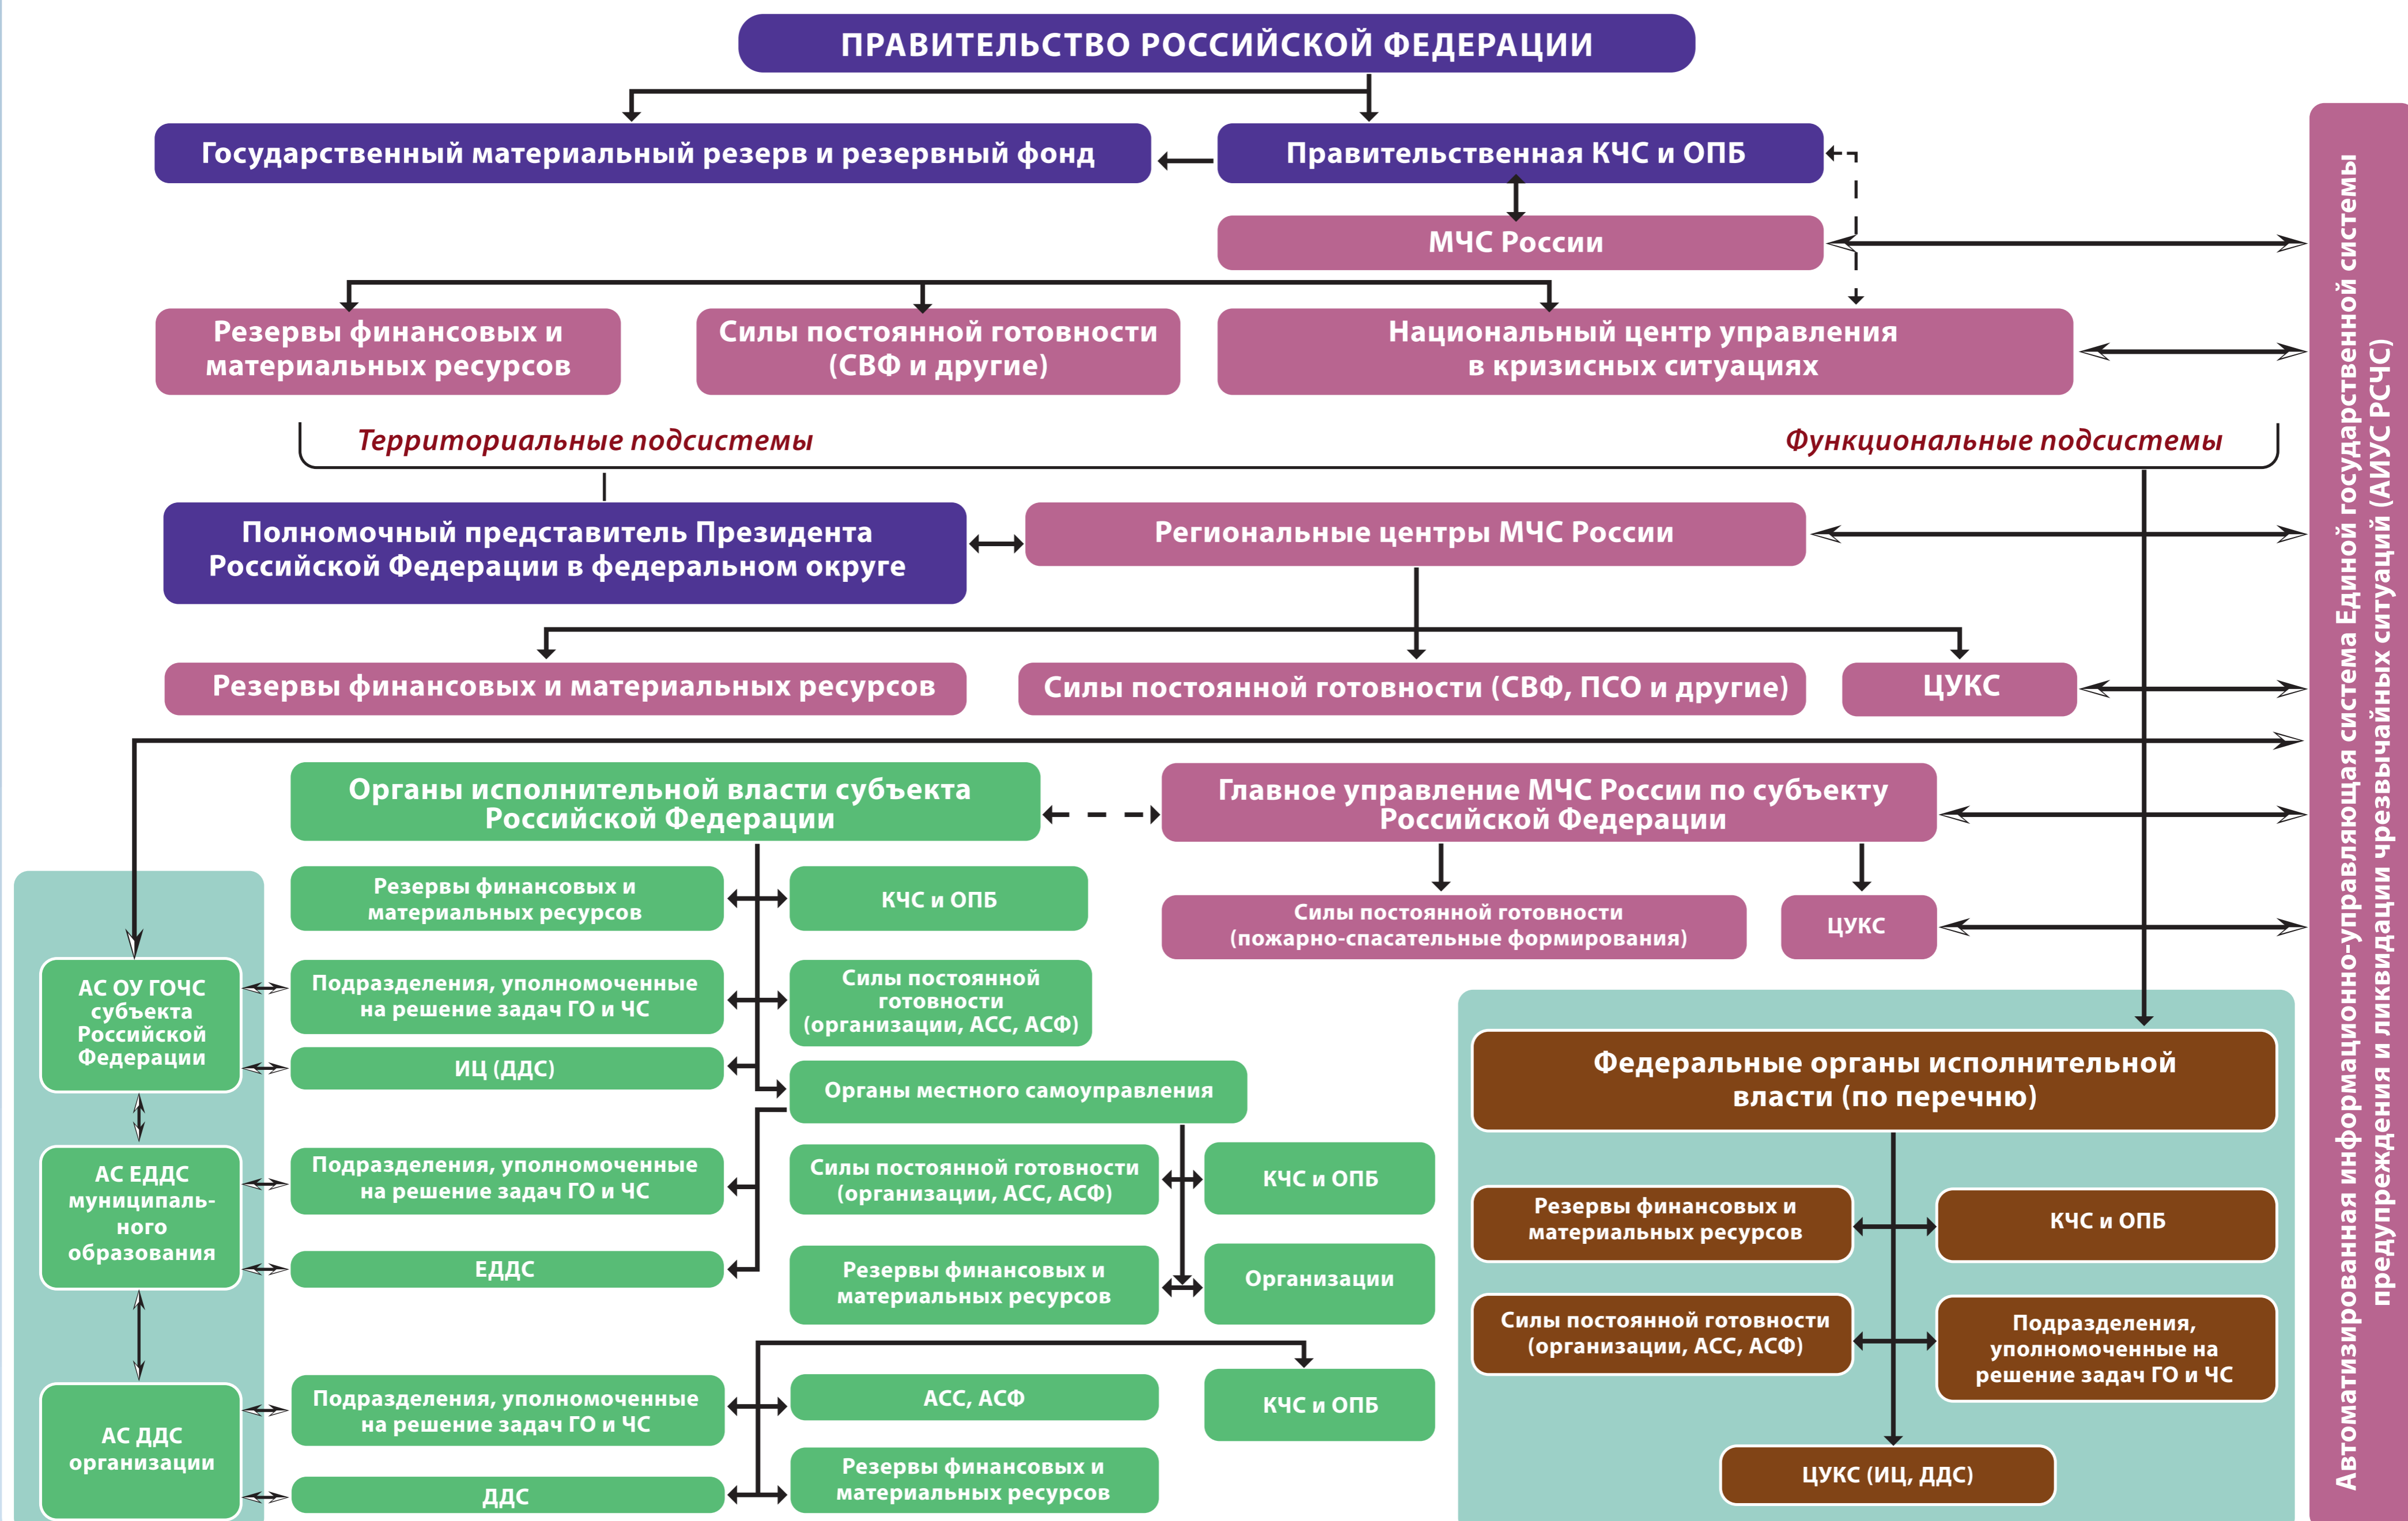 ПРАВИТЕЛЬСТВО РОССИЙСКОЙ ФЕДЕРАЦИИ
Государственный материальный резерв и резервный фонд
Правительственная КЧС и ОПБ
МЧС России
Резервы финансовых и
материальных ресурсов
Силы постоянной готовности
(СВФ и другие)
Национальный центр управления
в кризисных ситуациях
Территориальные подсистемы
Функциональные подсистемы
Полномочный представитель Президента
Российской Федерации в федеральном округе
Региональные центры МЧС России
Резервы финансовых и материальных ресурсов
Силы постоянной готовности (СВФ, ПСО и другие)
ЦУКС
Органы исполнительной власти субъекта
Российской Федерации
Главное управление МЧС России по субъекту
Российской Федерации
Резервы финансовых и
материальных ресурсов
КЧС и ОПБ
Силы постоянной готовности
(пожарно-спасательные формирования)
ЦУКС
АС ОУ ГОЧС
субъекта
Российской
Федерации
Подразделения, уполномоченные
на решение задач ГО и ЧС
Силы постоянной
готовности
(организации, АСС, АСФ)
ИЦ (ДДС)
Органы местного самоуправления
АС ЕДДС
муниципаль-
ного
образования
Подразделения, уполномоченные
на решение задач ГО и ЧС
Силы постоянной готовности
(организации, АСС, АСФ)
КЧС и ОПБ
ЕДДС
Резервы финансовых и
материальных ресурсов
Организации
АС ДДС
организации
Подразделения, уполномоченные
на решение задач ГО и ЧС
АСС, АСФ
КЧС и ОПБ
ДДС
Резервы финансовых и
материальных ресурсов
Федеральные органы исполнительной
власти (по перечню)
Резервы финансовых и
материальных ресурсов
КЧС и ОПБ
Силы постоянной готовности
(организации, АСС, АСФ)
Подразделения,
уполномоченные на
решение задач ГО и ЧС
ЦУКС (ИЦ, ДДС)
Автоматизированная информационно-управляющая система Единой государственной системы
предупреждения и ликвидации чрезвычайных ситуаций (АИУС РСЧС)